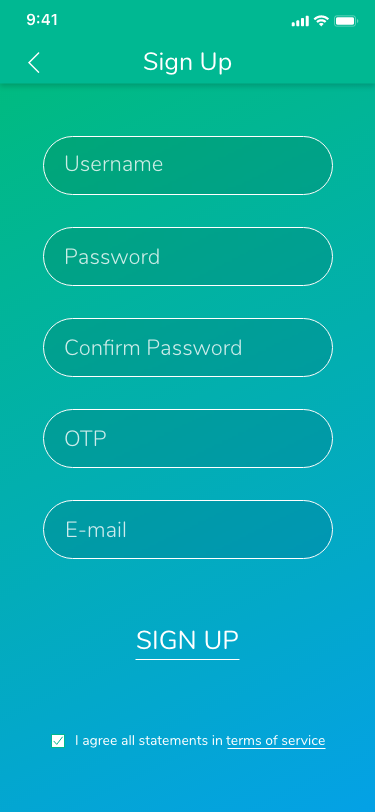 9:41
Sign Up
Username
Password
Confirm Password
OTP
E-mail
SIGN UP
I agree all statements in terms of service